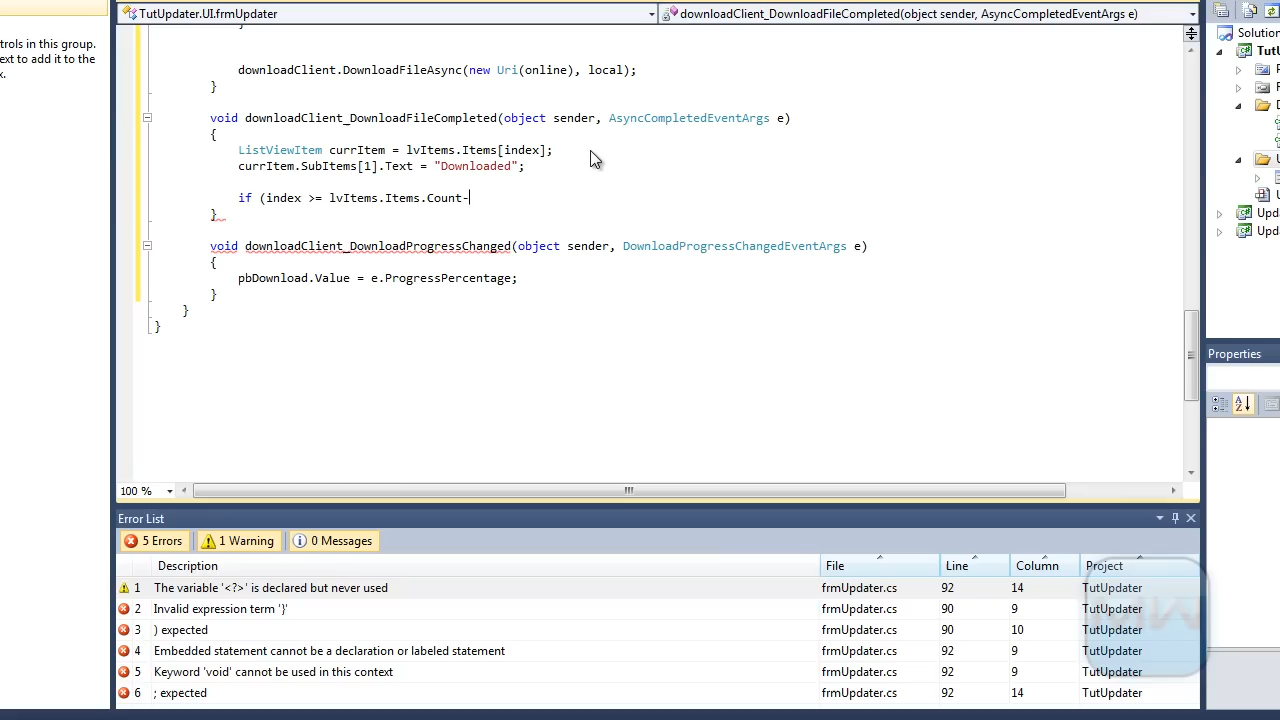 TutUpdater.UI.frmUpdater
downloadClient_DownloadFileCompleted(object sender, AsyncCompletedEventArgs e)
trols in this group.
ext to add it to the
x.
}
downloadClient.DownloadFileAsync(new Uri(online), local);
}
void downloadClient_DownloadFileCompleted(object sender, AsyncCompletedEventArgs e)
{
ListViewItem currItem = lvItems.Items[index];
currItem.SubItems[1].Text = "Downloaded";
if (index >= lvItems.Items.Count-
}
void downloadClient_DownloadProgressChanged(object sender, DownloadProgressChangedEventArgs e)
{
pbDownload.Value = e.ProgressPercentage;
}
}
}
100 %
Solution
TutU
Upda
Upda
Properties
Error List
5 Errors
1 Warning
0 Messages
Description File Line Column Project
1 The variable '<?>' is declared but never used frmUpdater.cs 92 14 TutUpdater
2 Invalid expression term '}' frmUpdater.cs 90 9 TutUpdater
3 ) expected frmUpdater.cs 90 10 TutUpdater
4 Embedded statement cannot be a declaration or labeled statement frmUpdater.cs 92 9 TutUpdater
5 Keyword 'void' cannot be used in this context frmUpdater.cs 92 9 TutUpdater
6 ; expected frmUpdater.cs 92 14 TutUpdater